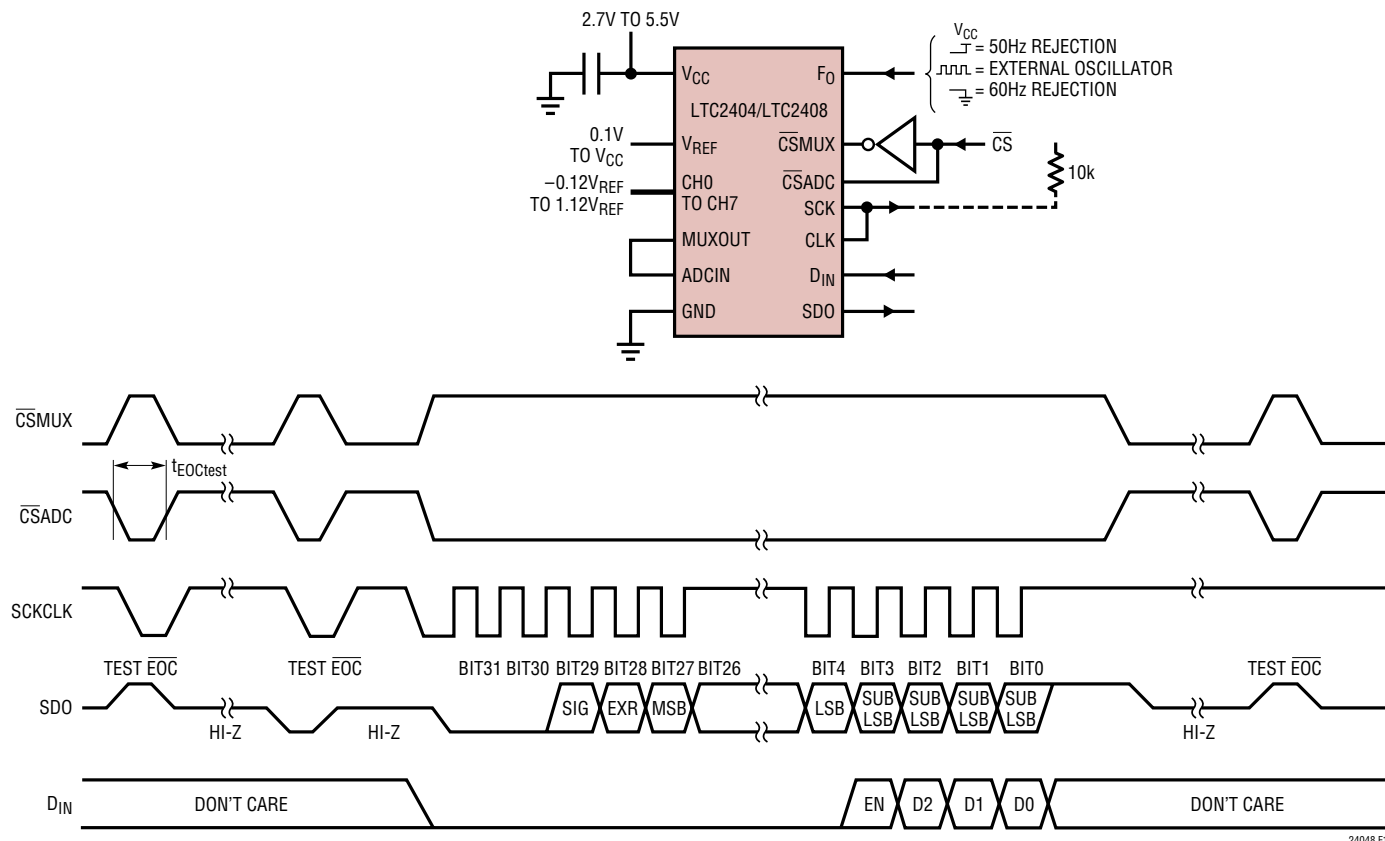 2.7V TO 5.5V
VCC
= 50Hz REJECTION
= EXTERNAL OSCILLATOR
= 60Hz REJECTION
VCC
FO
LTC2404/LTC2408
0.1V
TO VCC
VREF
CSMUX
CS
10k
–0.12VREF
TO 1.12VREF
CH0
TO CH7
CSADC
SCK
MUXOUT
CLK
ADCIN
DIN
GND
SDO
CSMUX
tEOCtest
CSADC
SCKCLK
TEST EOC
TEST EOC
BIT31 BIT30 BIT29 BIT28 BIT27 BIT26
BIT4 BIT3 BIT2 BIT1 BIT0
TEST EOC
SDO
HI-Z
HI-Z
SIG EXR MSB
LSB
SUB LSB
SUB LSB
SUB LSB
SUB LSB
HI-Z
DIN
DON'T CARE
EN D2 D1 D0
DON'T CARE